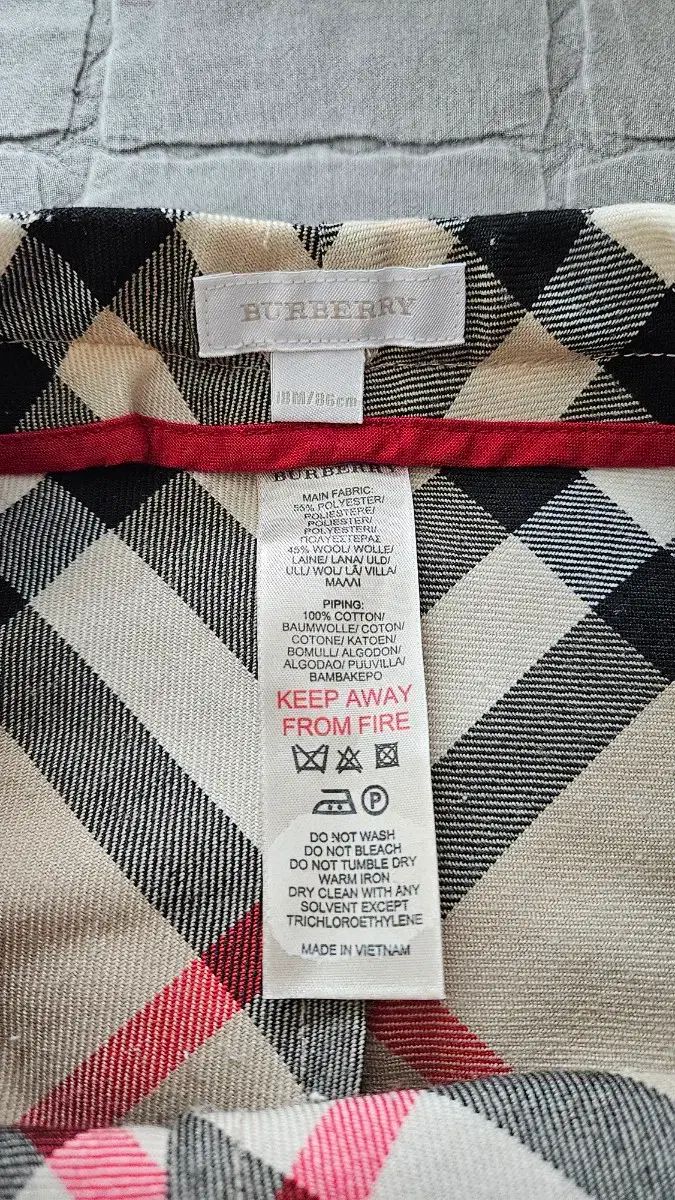 BURBERRY
18M/86cm
BURBERRY
MAIN FABRIC:
55% POLYESTER/
POLIESTERE/
POLIESTER/
POLYESTERI/
ΠΟΛΥΕΣΤΕΡΑΣ
45% WOOL/ WOLLE/
LAINE/ LANA/ ULD/
ULL/ WOL/ LÃ/ VILLA/
ΜΑΛΛΙ
PIPING:
100% COTTON/
BAUMWOLLE/ COTON/
COTONE/ KATOEN/
BOMULL/ ALGODON/
ALGODAO/ PUUVILLA/
ΒΑΜΒΑΚΕΡΟ
KEEP AWAY
FROM FIRE
P
DO NOT WASH
DO NOT BLEACH
DO NOT TUMBLE DRY
WARM IRON
DRY CLEAN WITH ANY
SOLVENT EXCEPT
TRICHLOROETHYLENE
MADE IN VIETNAM